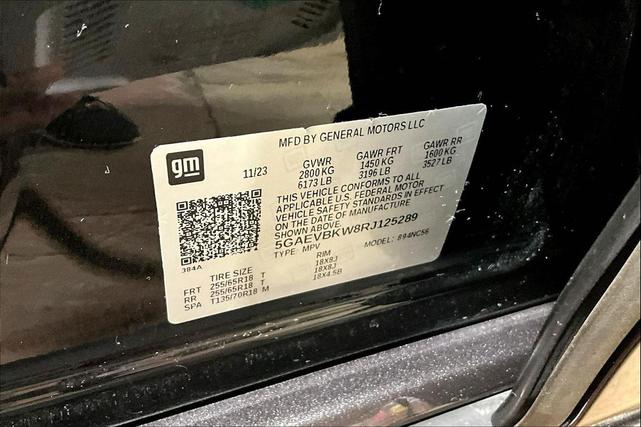 MFD BY GENERAL MOTORS LLC
gm
11/23
GVWR GAWR FRT GAWR RR
2800 KG 1450 KG 1600 KG
6173 LB 3196 LB 3527 LB
THIS VEHICLE CONFORMS TO ALL
APPLICABLE U.S. FEDERAL MOTOR
VEHICLE SAFETY STANDARDS IN EFFECT
ON THE DATE OF MANUFACTURE
SHOWN ABOVE.
5GAEVBKW8RJ125289
TYPE: MPV MODEL: 894NC56
384A
TIRE SIZE RIM
FRT 255/65R18 T 18X8J
RR 255/65R18 T 18X8J
SPA T135/70R18 M 18X4.5B